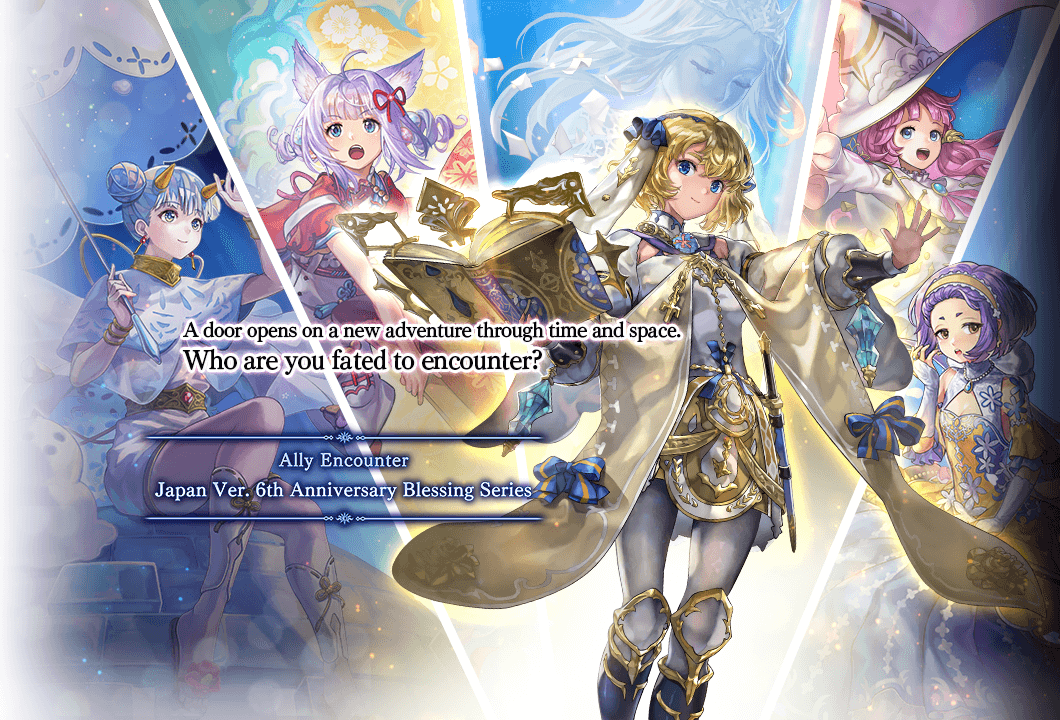 A door opens on a new adventure through time and space.
Who are you fated to encounter?
Ally Encounter
Japan Ver. 6th Anniversary Blessing Series